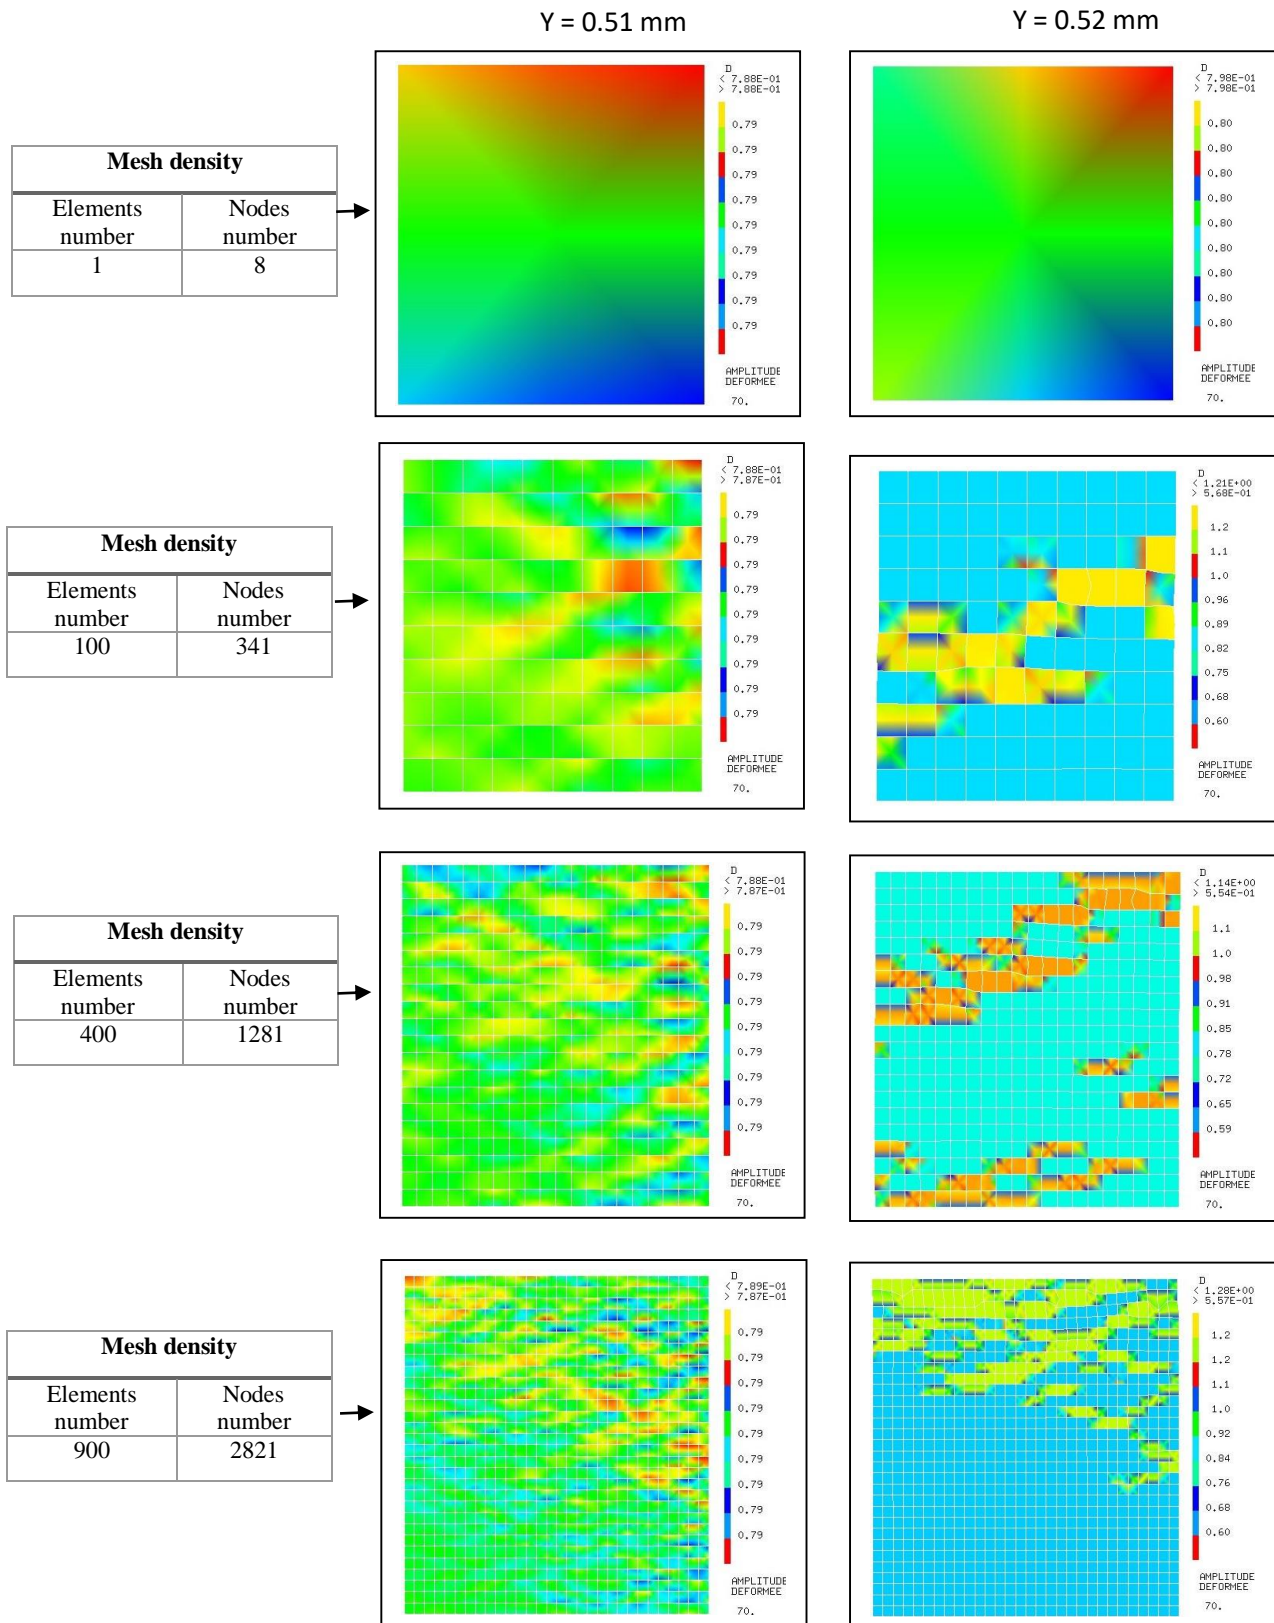 Y = 0.51 mm
Y = 0.52 mm
Mesh density
Elements number
Nodes number
1
8
D
< 7.88E-01
> 7.88E-01
0.79
0.79
0.79
0.79
0.79
0.79
0.79
0.79
0.79
AMPLITUDE
DEFORMEE
70.
D
< 7.98E-01
> 7.98E-01
0.80
0.80
0.80
0.80
0.80
0.80
0.80
0.80
0.80
AMPLITUDE
DEFORMEE
70.
Mesh density
Elements number
Nodes number
100
341
D
< 7.88E-01
> 7.87E-01
0.79
0.79
0.79
0.79
0.79
0.79
0.79
0.79
0.79
AMPLITUDE
DEFORMEE
70.
D
< 1.21E+00
> 5.68E-01
1.2
1.1
1.0
0.96
0.89
0.82
0.75
0.68
0.60
AMPLITUDE
DEFORMEE
70.
Mesh density
Elements number
Nodes number
400
1281
D
< 7.88E-01
> 7.87E-01
0.79
0.79
0.79
0.79
0.79
0.79
0.79
0.79
0.79
AMPLITUDE
DEFORMEE
70.
D
< 1.14E+00
> 5.54E-01
1.1
1.0
0.98
0.91
0.85
0.78
0.72
0.65
0.59
AMPLITUDE
DEFORMEE
70.
Mesh density
Elements number
Nodes number
900
2821
D
< 7.89E-01
> 7.87E-01
0.79
0.79
0.79
0.79
0.79
0.79
0.79
0.79
0.79
AMPLITUDE
DEFORMEE
70.
D
< 1.28E+00
> 5.57E-01
1.2
1.2
1.1
1.0
0.92
0.84
0.76
0.68
0.60
AMPLITUDE
DEFORMEE
70.